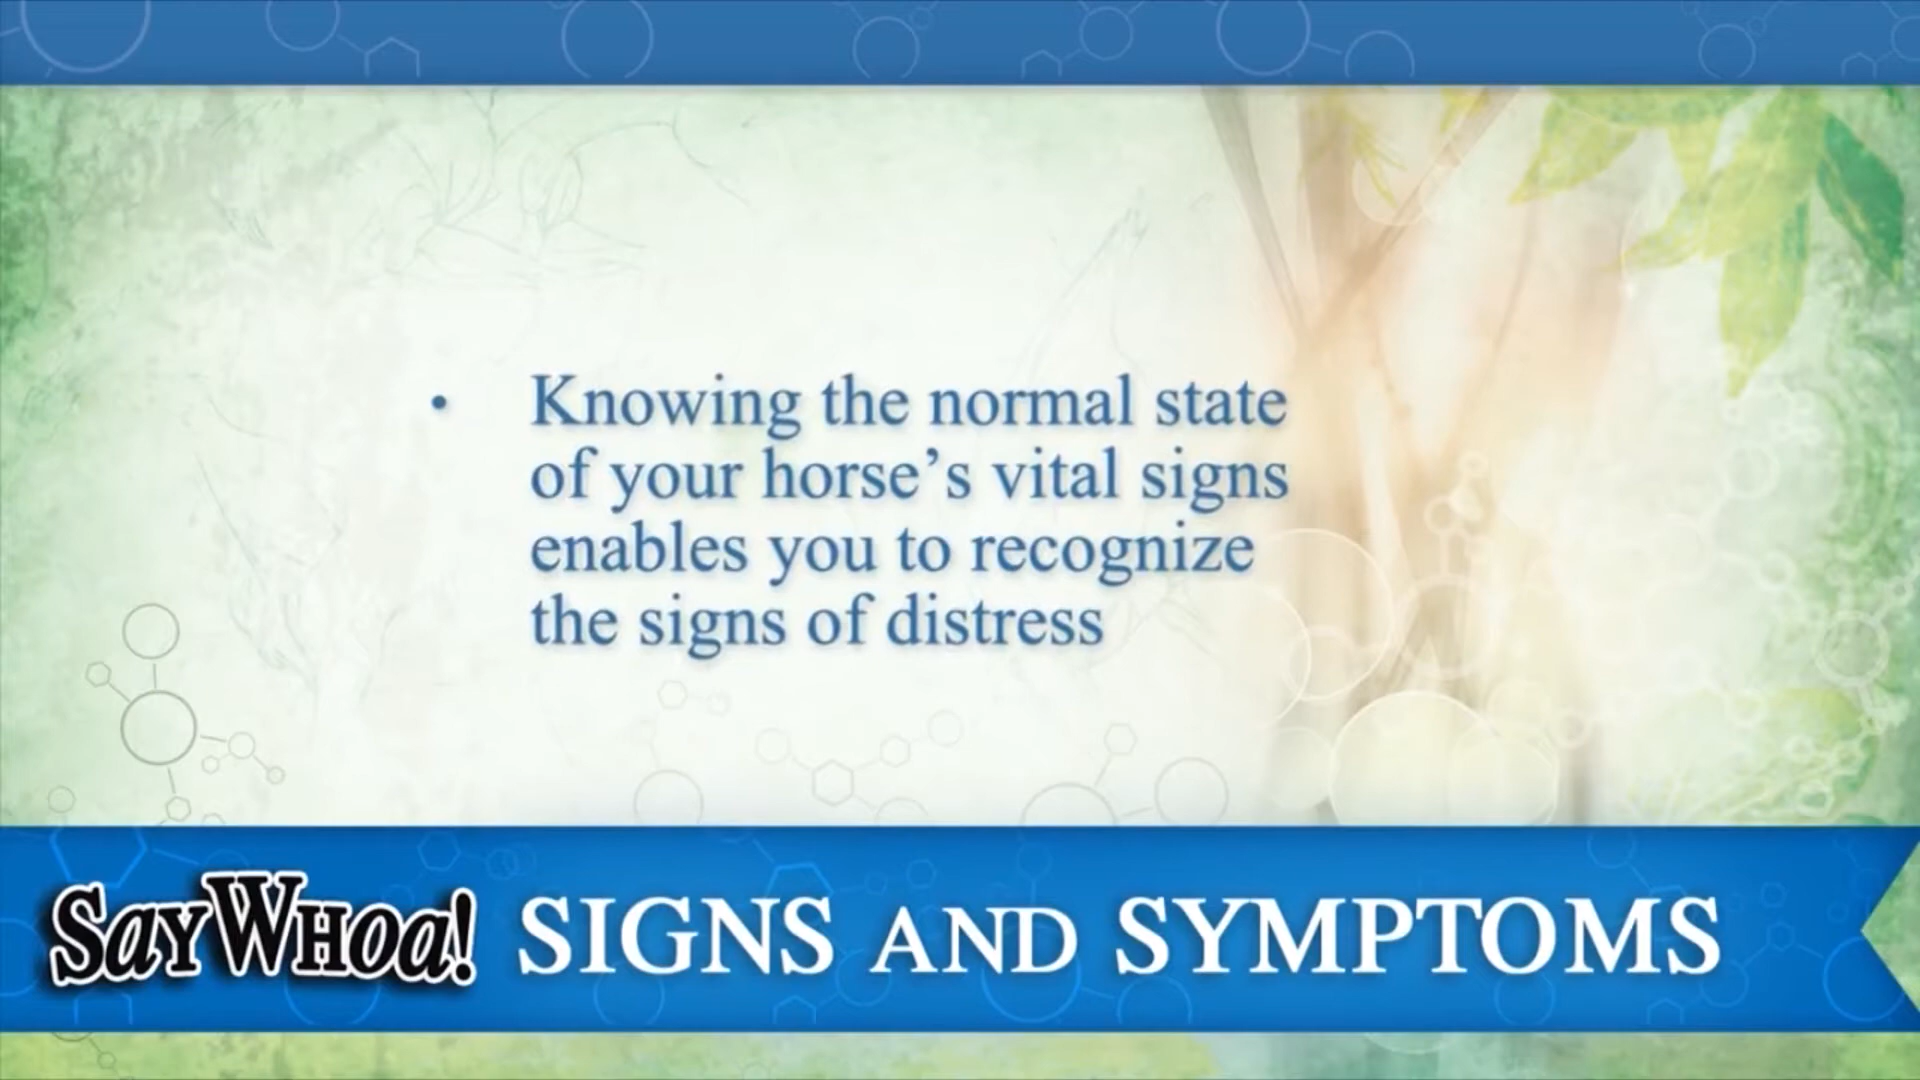 • Knowing the normal state
of your horse’s vital signs
enables you to recognize
the signs of distress
SayWhoa! SIGNS AND SYMPTOMS